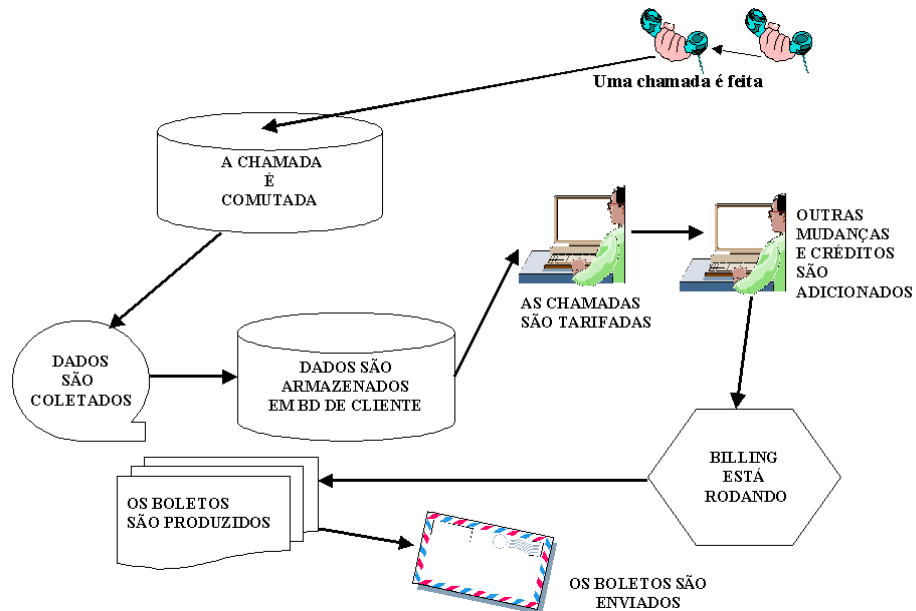 Uma chamada é feita
A CHAMADA
É
COMUTADA
DADOS
SÃO
COLETADOS
DADOS SÃO
ARMAZENADOS
EM BD DE CLIENTE
AS CHAMADAS
SÃO TARIFADAS
OUTRAS
MUDANÇAS
E CRÉDITOS
SÃO
ADICIONADOS
BILLING
ESTÁ
RODANDO
OS BOLETOS
SÃO PRODUZIDOS
OS BOLETOS SÃO
ENVIADOS